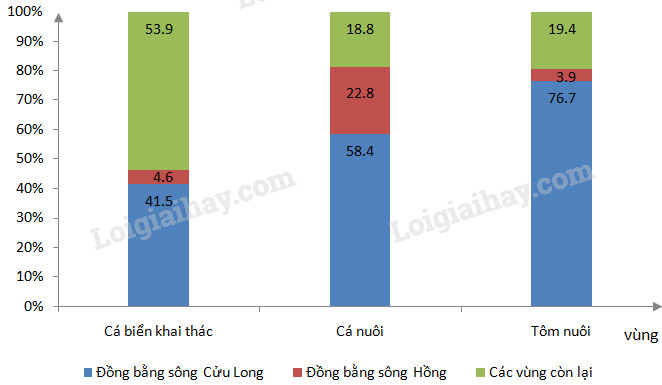 Loigiaihay.com
100%
90%
80%
70%
60%
50%
40%
30%
20%
10%
0%
53.9
4.6
41.5
18.8
22.8
58.4
19.4
3.9
76.7
Loigiaihay.com
Loigiaihay.com
Cá biển khai thác
Cá nuôi
Tôm nuôi
vùng
Đồng bằng sông Cửu Long
Đồng bằng sông Hồng
Các vùng còn lại